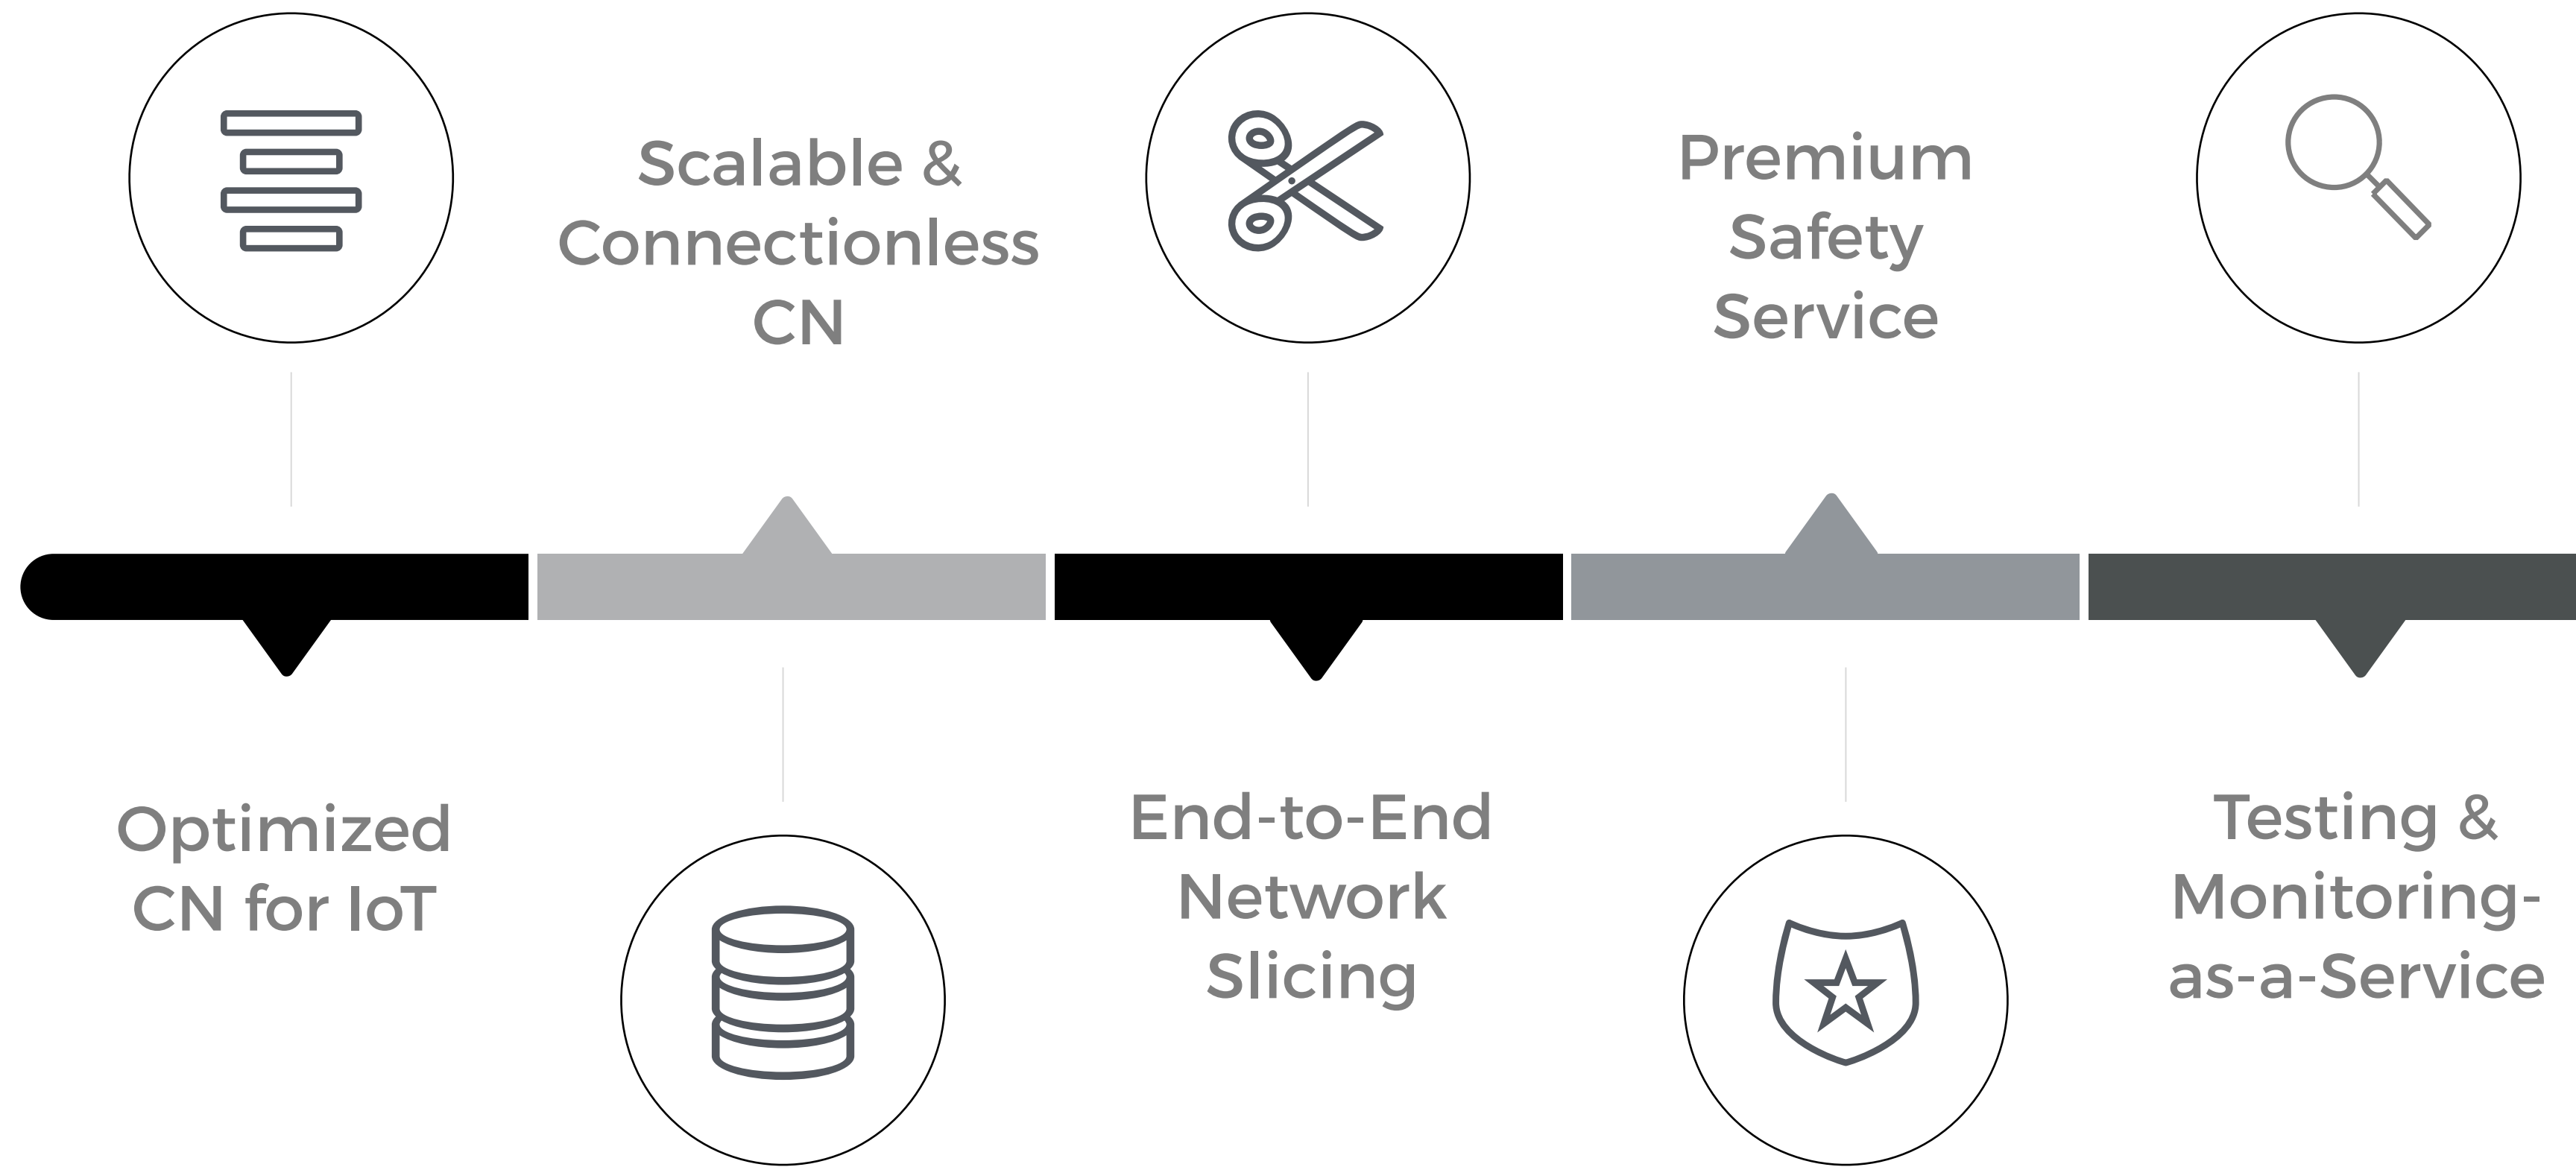 Optimized
CN for IoT
Scalable &
Connectionless
CN
End-to-End
Network
Slicing
Premium
Safety
Service
Testing &
Monitoring-
as-a-Service